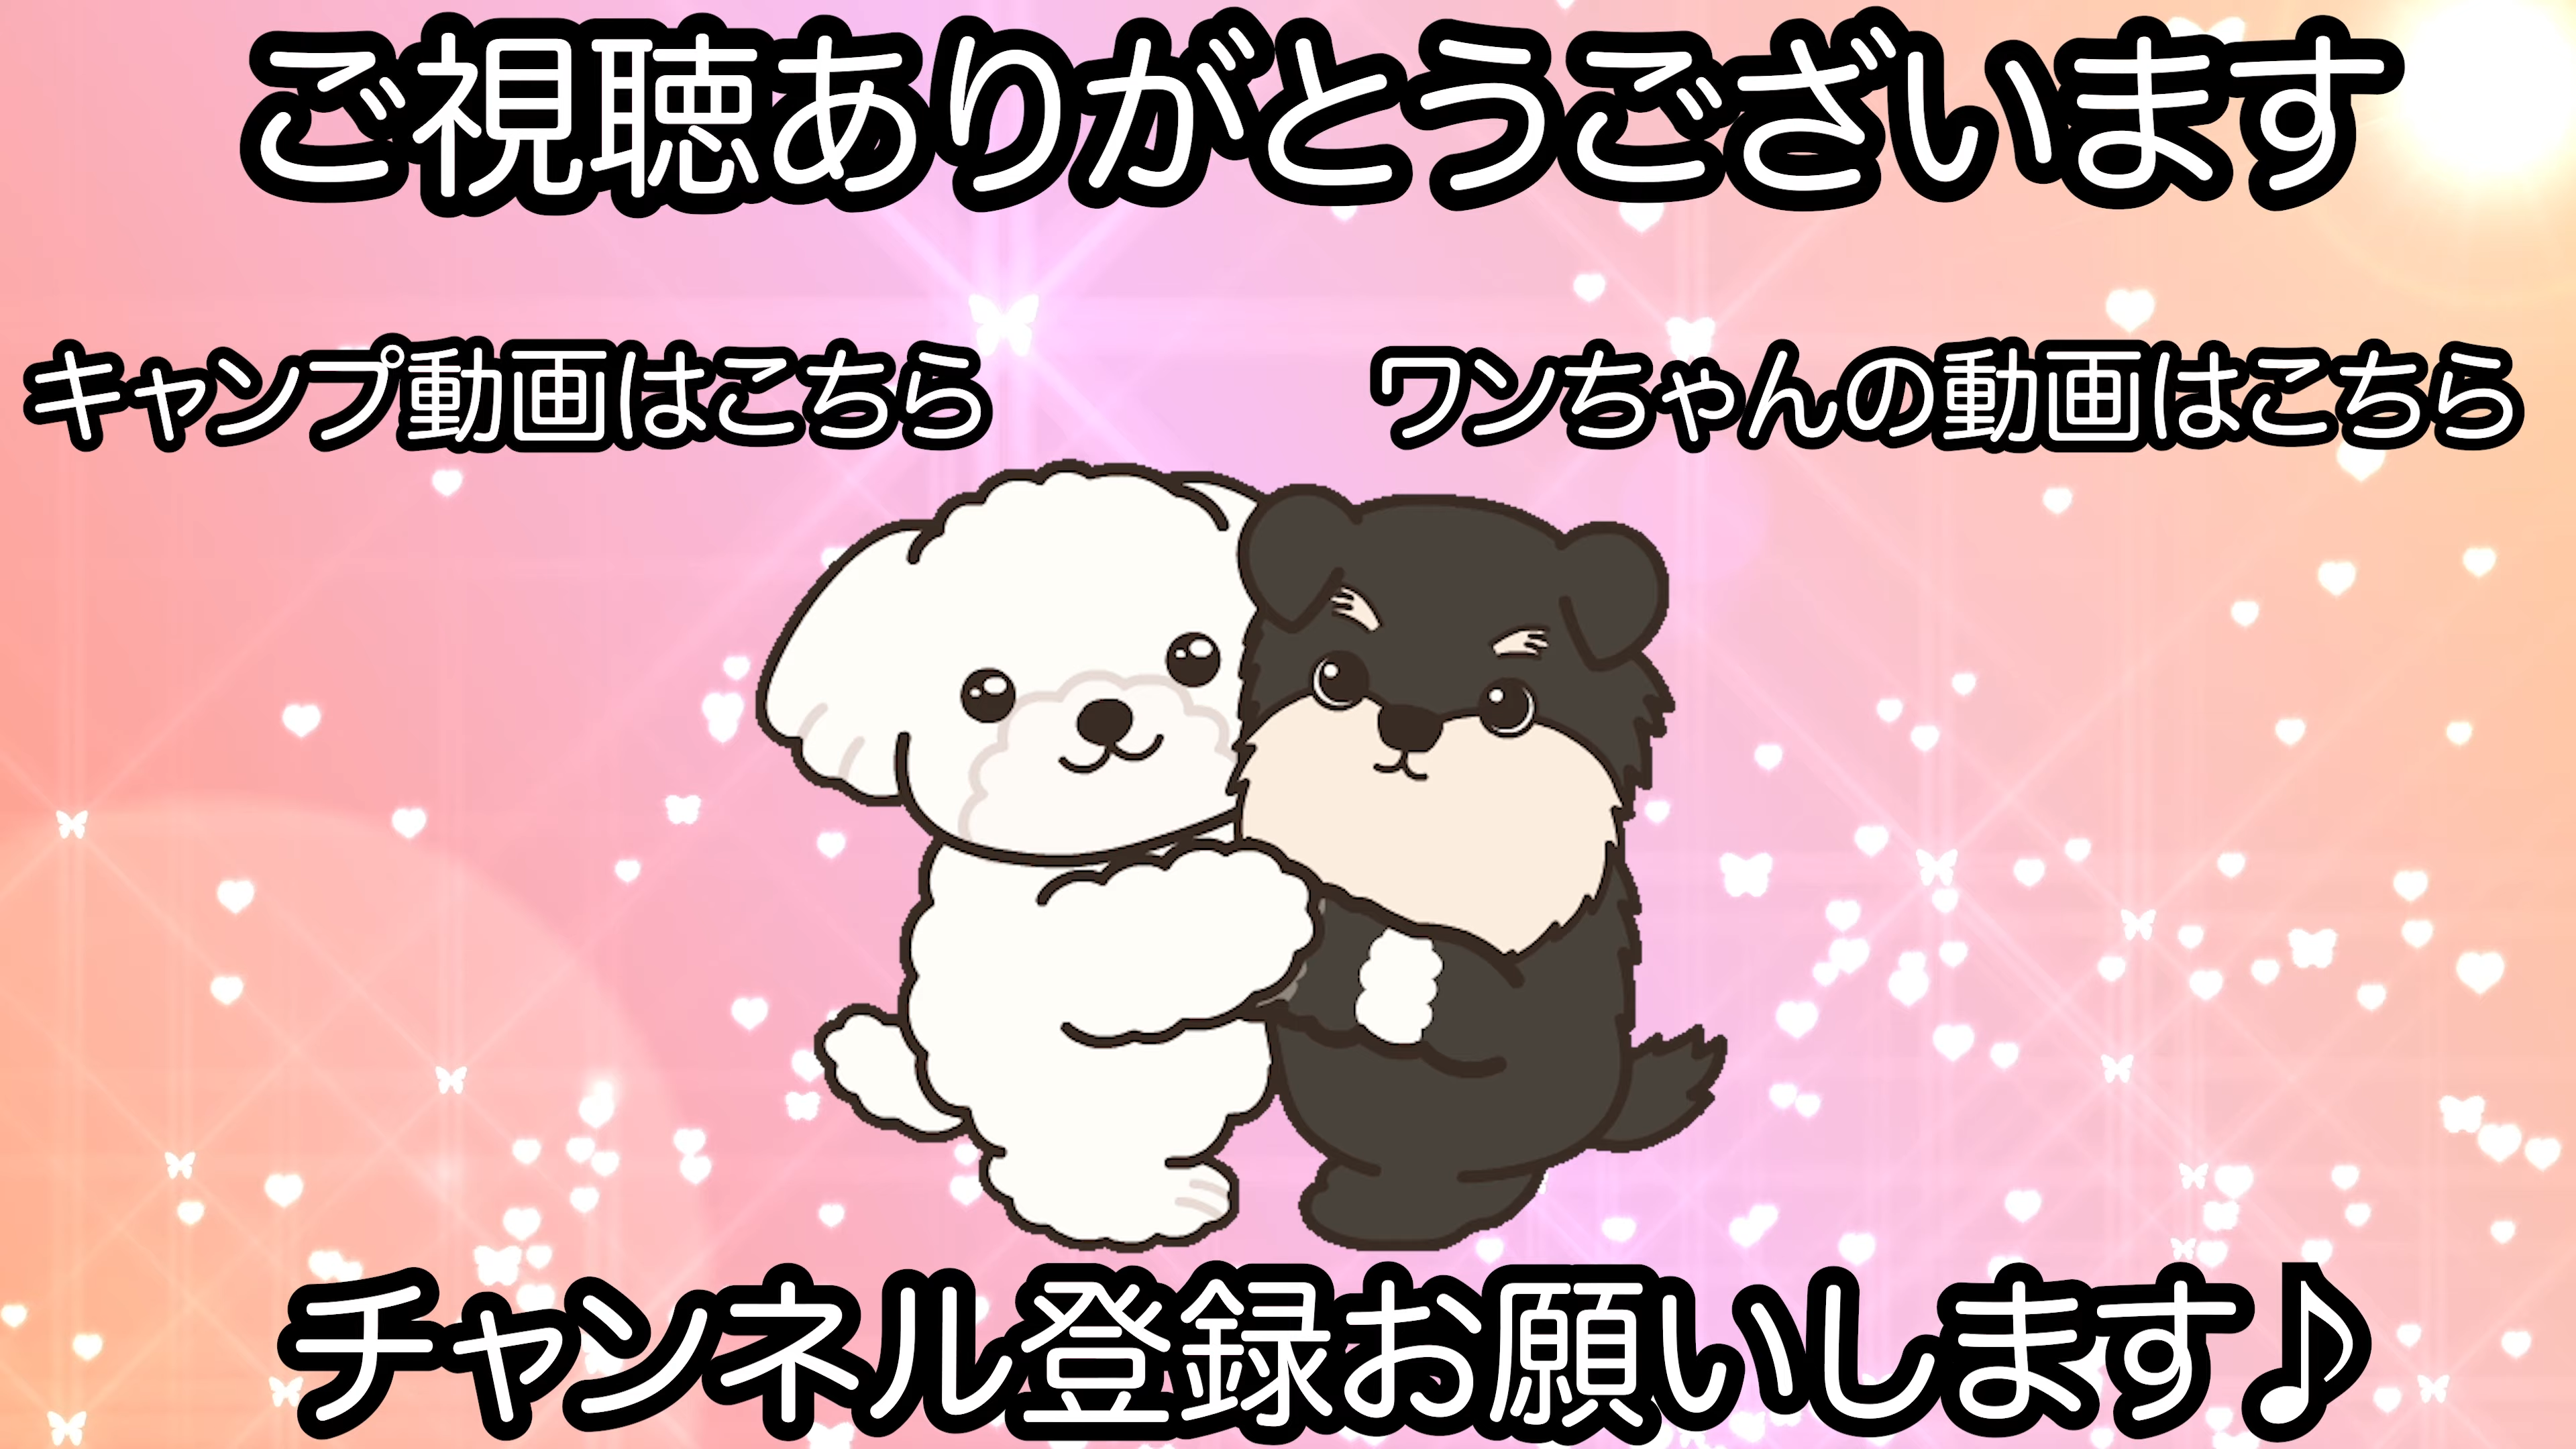 ご視聴ありがとうございます
キャンプ動画はこちら
ワンちゃんの動画はこちら
チャンネル登録お願いします♪